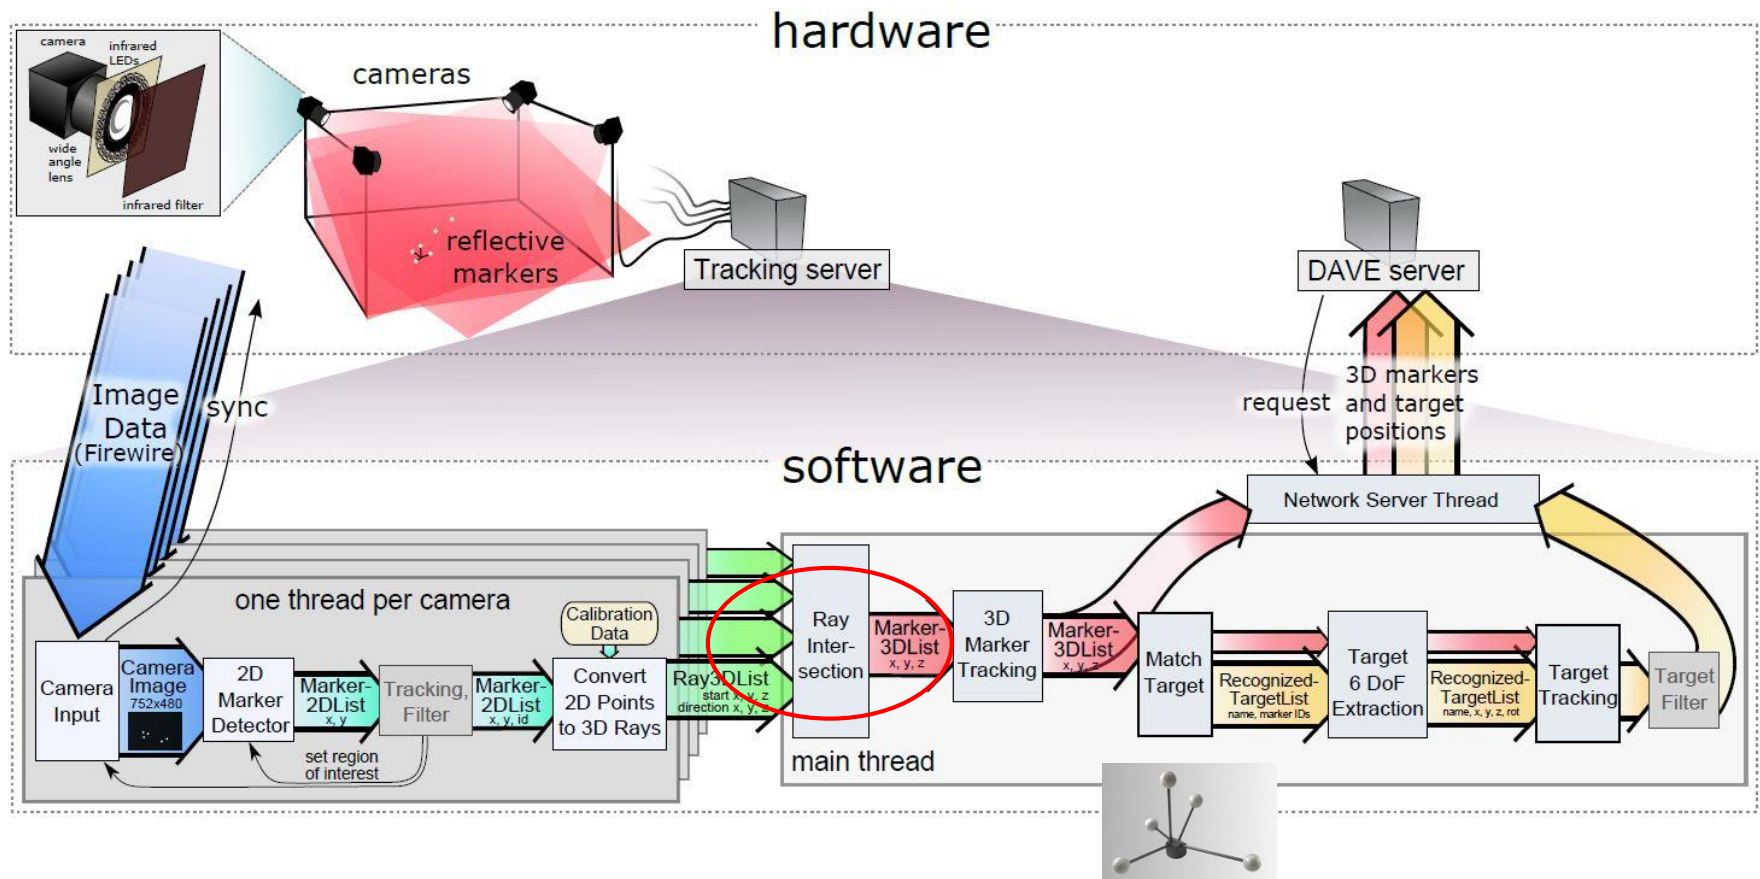 hardware
camera
infrared
LEDs
wide
angle
lens
infrared filter
cameras
reflective
markers
Tracking server
DAVE server
Image
Data
(Firewire)
sync
request
3D markers
and target
positions
software
Network Server Thread
one thread per camera
Camera
Input
Camera
Image
752x480
2D
Marker
Detector
Marker-
2DList
x, y
Tracking,
Filter
set region
of interest
Marker-
2DList
x, y, id
Calibration
Data
Convert
2D Points
to 3D Rays
Ray3DList
start x, y, z
direction x, y, z
main thread
Ray
Inter-
section
Marker-
3DList
x, y, z
3D
Marker
Tracking
Marker-
3DList
x, y, z
Match
Target
Recognized-
TargetList
name, marker IDs
Target
6 DoF
Extraction
Recognized-
TargetList
name, x, y, z, rot
Target
Tracking
Target
Filter